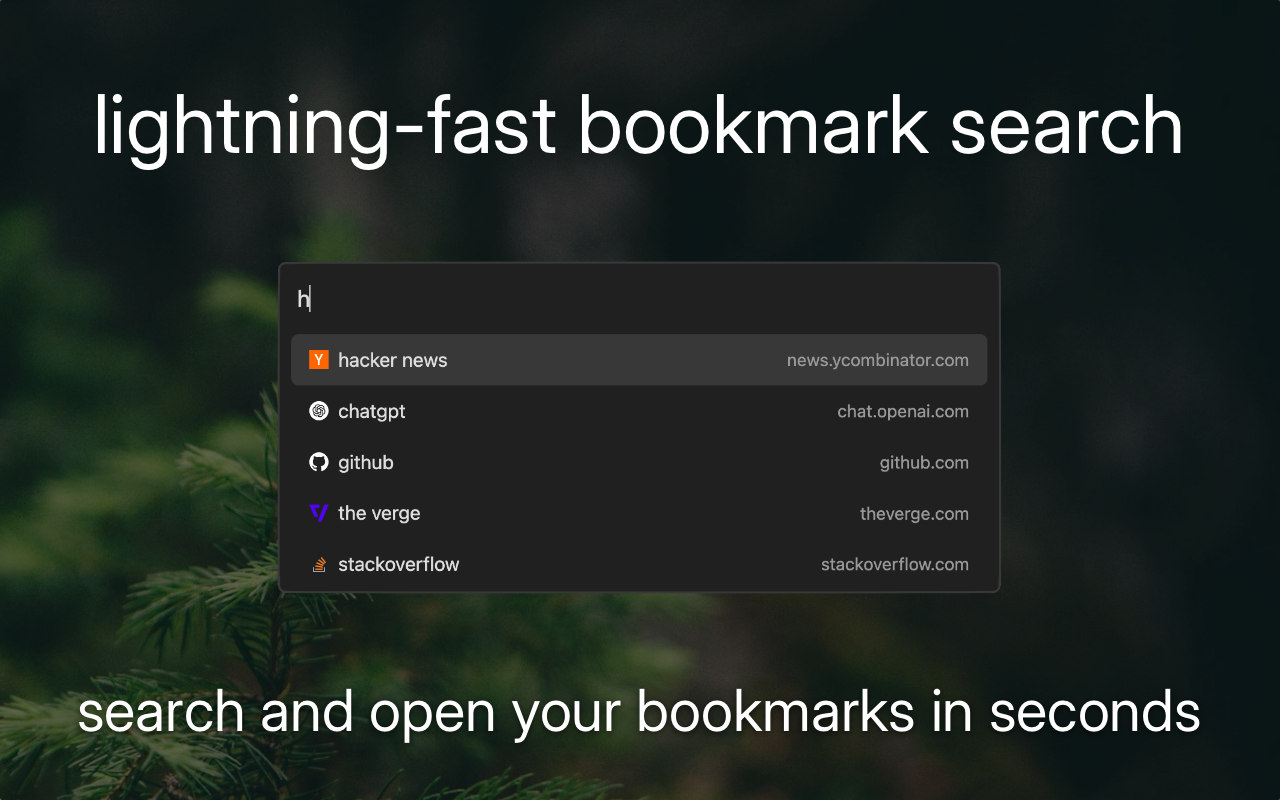 lightning-fast bookmark search
h
Y hacker news news.ycombinator.com
chatgpt chat.openai.com
github github.com
the verge theverge.com
stackoverflow stackoverflow.com
search and open your bookmarks in seconds